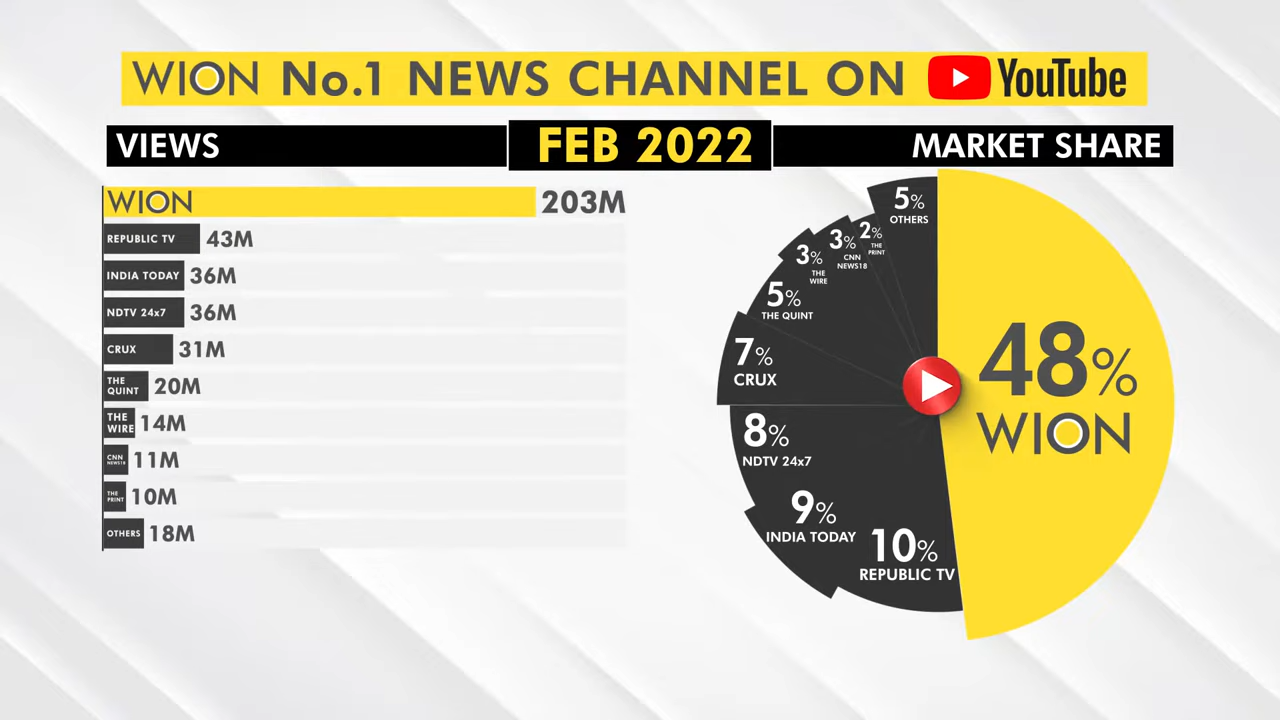 WION No.1 NEWS CHANNEL ON YouTube
VIEWS
FEB 2022
MARKET SHARE
WION 203M
REPUBLIC TV 43M
INDIA TODAY 36M
NDTV 24x7 36M
CRUX 31M
THE
QUINT 20M
THE
WIRE 14M
CNN
NEWS18 11M
THE
PRINT 10M
OTHERS 18M
5%
OTHERS
2%
THE
PRINT
3%
CNN
NEWS18
3%
THE
WIRE
5%
THE QUINT
7%
CRUX
8%
NDTV 24x7
9%
INDIA TODAY
10%
REPUBLIC TV
48%
WION